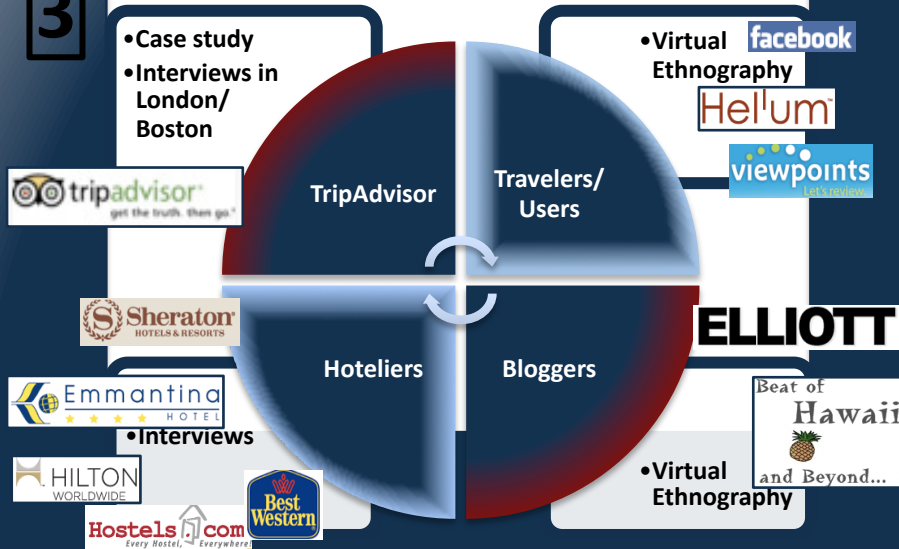 3
•Case study
•Interviews in
London/
Boston
•Virtual
Ethnography
facebook
Helium™
viewpoints
Let's review.
tripadvisor®
get the truth. then go.™
TripAdvisor
Travelers/
Users
Sheraton®
HOTELS & RESORTS
Emmantina
HOTEL
•Interviews
HILTON
WORLDWIDE
Hostels.com
Every Hostel, Everywhere!
Best
Western
Hoteliers
Bloggers
ELLIOTT
Beat of
Hawaii
and Beyond...
•Virtual
Ethnography